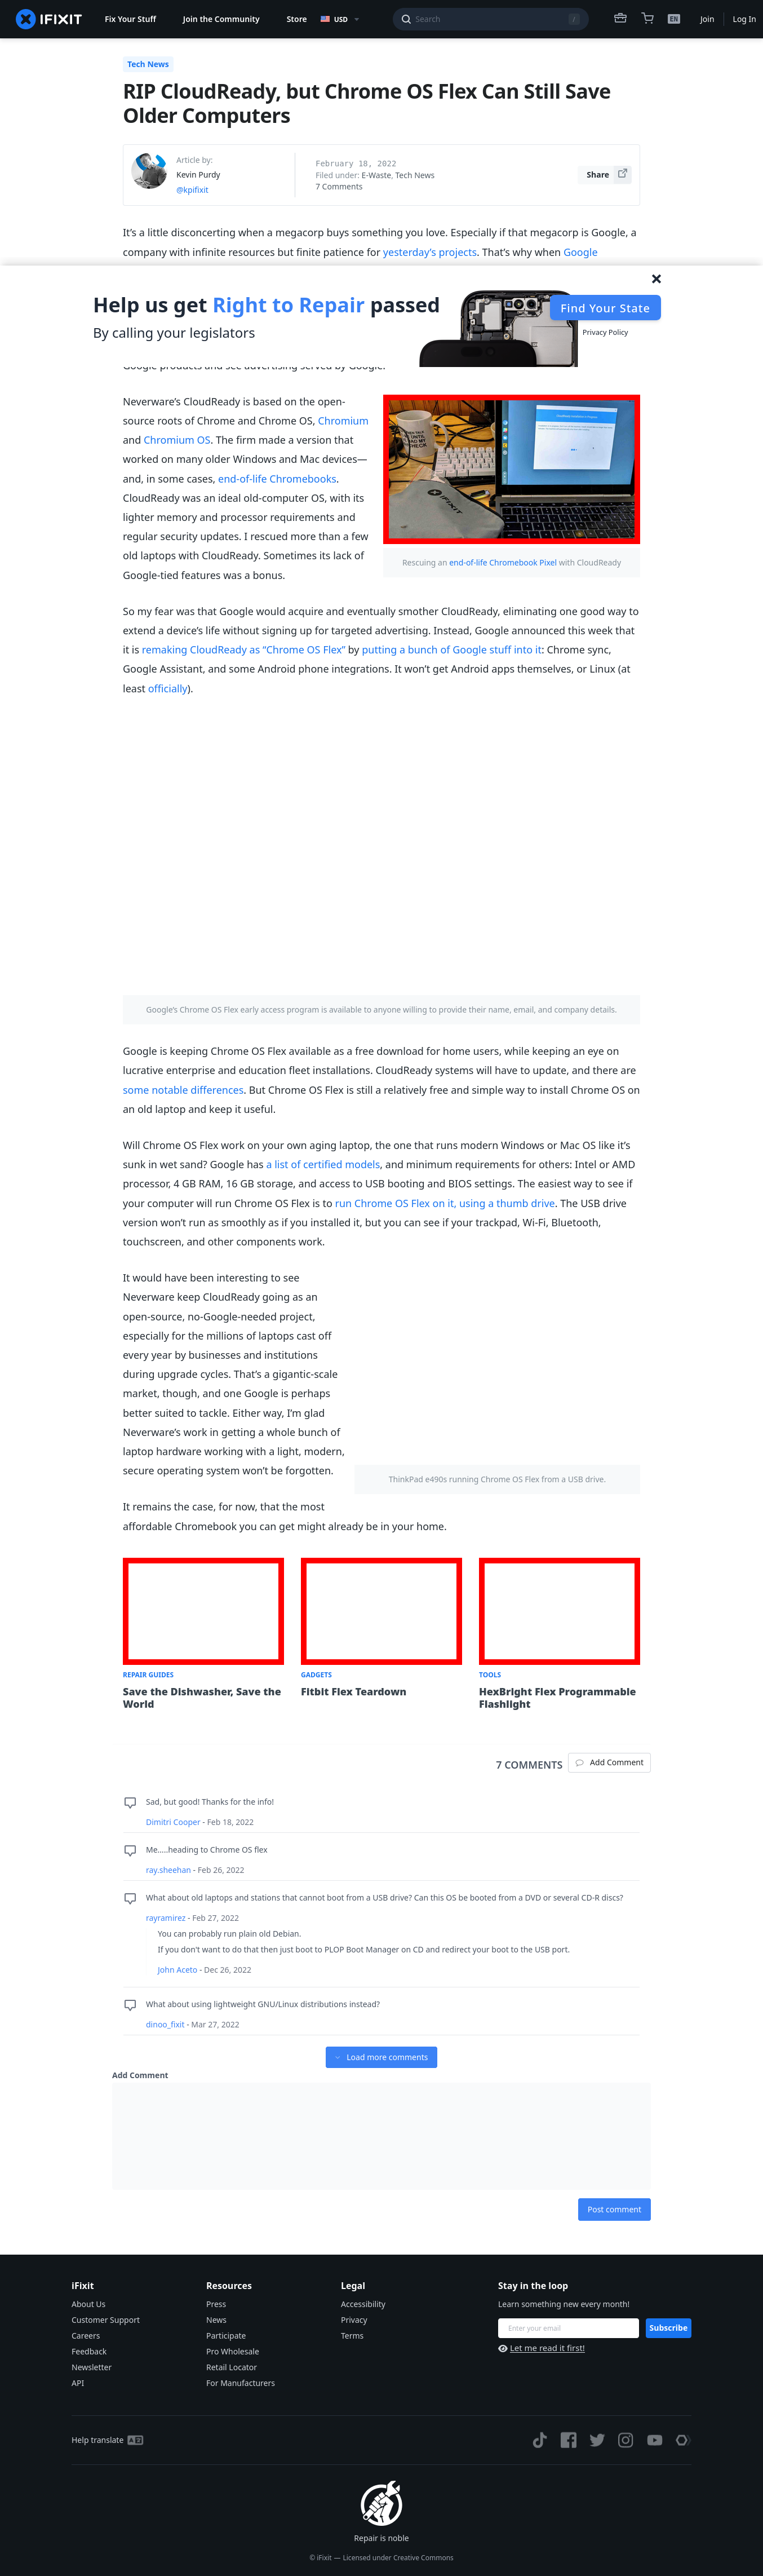 IFIXIT
Fix Your Stuff
Join the Community
Store
USD
Search
/
EN
Join
Log In
Tech News
RIP CloudReady, but Chrome OS Flex Can Still Save
Older Computers
Article by:
Kevin Purdy
@kpifixit
February 18, 2022
Filed under: E-Waste, Tech News
7 Comments
Share
It’s a little disconcerting when a megacorp buys something you love. Especially if that megacorp is Google, a
company with infinite resources but finite patience for yesterday’s projects. That’s why when Google
Help us get Right to Repair passed
By calling your legislators
Find Your State
Privacy Policy
Google products and see advertising served by Google.
Neverware’s CloudReady is based on the open-
source roots of Chrome and Chrome OS, Chromium
and Chromium OS. The firm made a version that
worked on many older Windows and Mac devices—
and, in some cases, end-of-life Chromebooks.
CloudReady was an ideal old-computer OS, with its
lighter memory and processor requirements and
regular security updates. I rescued more than a few
old laptops with CloudReady. Sometimes its lack of
Google-tied features was a bonus.
IFIXIT
Rescuing an end-of-life Chromebook Pixel with CloudReady
So my fear was that Google would acquire and eventually smother CloudReady, eliminating one good way to
extend a device’s life without signing up for targeted advertising. Instead, Google announced this week that
it is remaking CloudReady as “Chrome OS Flex” by putting a bunch of Google stuff into it: Chrome sync,
Google Assistant, and some Android phone integrations. It won’t get Android apps themselves, or Linux (at
least officially).
Google’s Chrome OS Flex early access program is available to anyone willing to provide their name, email, and company details.
Google is keeping Chrome OS Flex available as a free download for home users, while keeping an eye on
lucrative enterprise and education fleet installations. CloudReady systems will have to update, and there are
some notable differences. But Chrome OS Flex is still a relatively free and simple way to install Chrome OS on
an old laptop and keep it useful.
Will Chrome OS Flex work on your own aging laptop, the one that runs modern Windows or Mac OS like it’s
sunk in wet sand? Google has a list of certified models, and minimum requirements for others: Intel or AMD
processor, 4 GB RAM, 16 GB storage, and access to USB booting and BIOS settings. The easiest way to see if
your computer will run Chrome OS Flex is to run Chrome OS Flex on it, using a thumb drive. The USB drive
version won’t run as smoothly as if you installed it, but you can see if your trackpad, Wi-Fi, Bluetooth,
touchscreen, and other components work.
It would have been interesting to see
Neverware keep CloudReady going as an
open-source, no-Google-needed project,
especially for the millions of laptops cast off
every year by businesses and institutions
during upgrade cycles. That’s a gigantic-scale
market, though, and one Google is perhaps
better suited to tackle. Either way, I’m glad
Neverware’s work in getting a whole bunch of
laptop hardware working with a light, modern,
secure operating system won’t be forgotten.
ThinkPad e490s running Chrome OS Flex from a USB drive.
It remains the case, for now, that the most
affordable Chromebook you can get might already be in your home.
REPAIR GUIDES
Save the Dishwasher, Save the
World
GADGETS
Fitbit Flex Teardown
TOOLS
HexBright Flex Programmable
Flashlight
7 COMMENTS
Add Comment
Sad, but good! Thanks for the info!
Dimitri Cooper - Feb 18, 2022
Me.....heading to Chrome OS flex
ray.sheehan - Feb 26, 2022
What about old laptops and stations that cannot boot from a USB drive? Can this OS be booted from a DVD or several CD-R discs?
rayramirez - Feb 27, 2022
You can probably run plain old Debian.
If you don't want to do that then just boot to PLOP Boot Manager on CD and redirect your boot to the USB port.
John Aceto - Dec 26, 2022
What about using lightweight GNU/Linux distributions instead?
dinoo_fixit - Mar 27, 2022
Load more comments
Add Comment
Post comment
iFixit
About Us
Customer Support
Careers
Feedback
Newsletter
API
Resources
Press
News
Participate
Pro Wholesale
Retail Locator
For Manufacturers
Legal
Accessibility
Privacy
Terms
Stay in the loop
Learn something new every month!
Enter your email
Subscribe
Let me read it first!
Help translate
Repair is noble
© iFixit — Licensed under Creative Commons